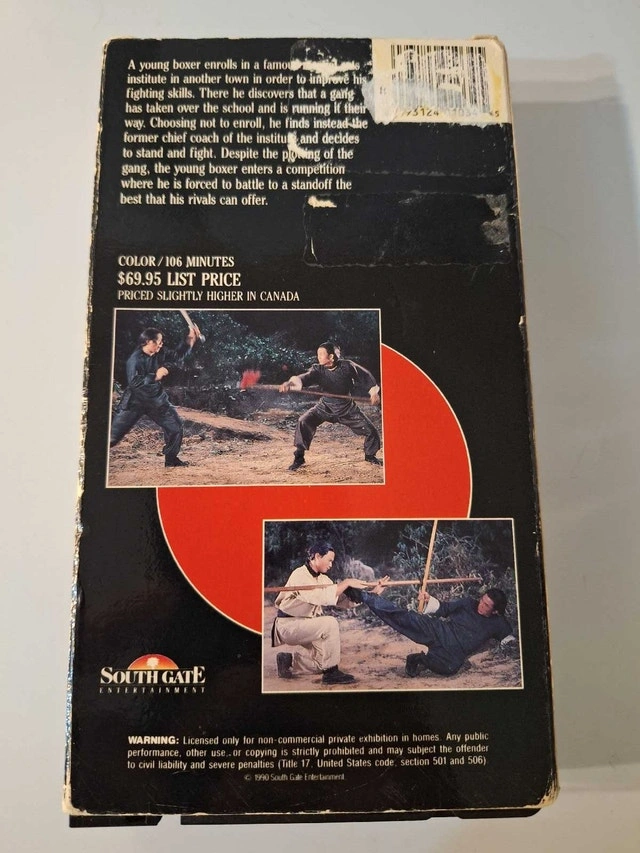 A young boxer enrolls in a famous
institute in another town in order to improve his
fighting skills. There he discovers that a gang
has taken over the school and is running it their
way. Choosing not to enroll, he finds instead the
former chief coach of the institute and decides
to stand and fight. Despite the plotting of the
gang, the young boxer enters a competition
where he is forced to battle to a standoff the
best that his rivals can offer.
COLOR/106 MINUTES
$69.95 LIST PRICE
PRICED SLIGHTLY HIGHER IN CANADA
SOUTH GATE
ENTERTAINMENT
WARNING: Licensed only for non-commercial private exhibition in homes. Any public
performance, other use, or copying is strictly prohibited and may subject the offender
to civil liability and severe penalties (Title 17, United States code, section 501 and 506)
© 1990 South Gate Entertainment